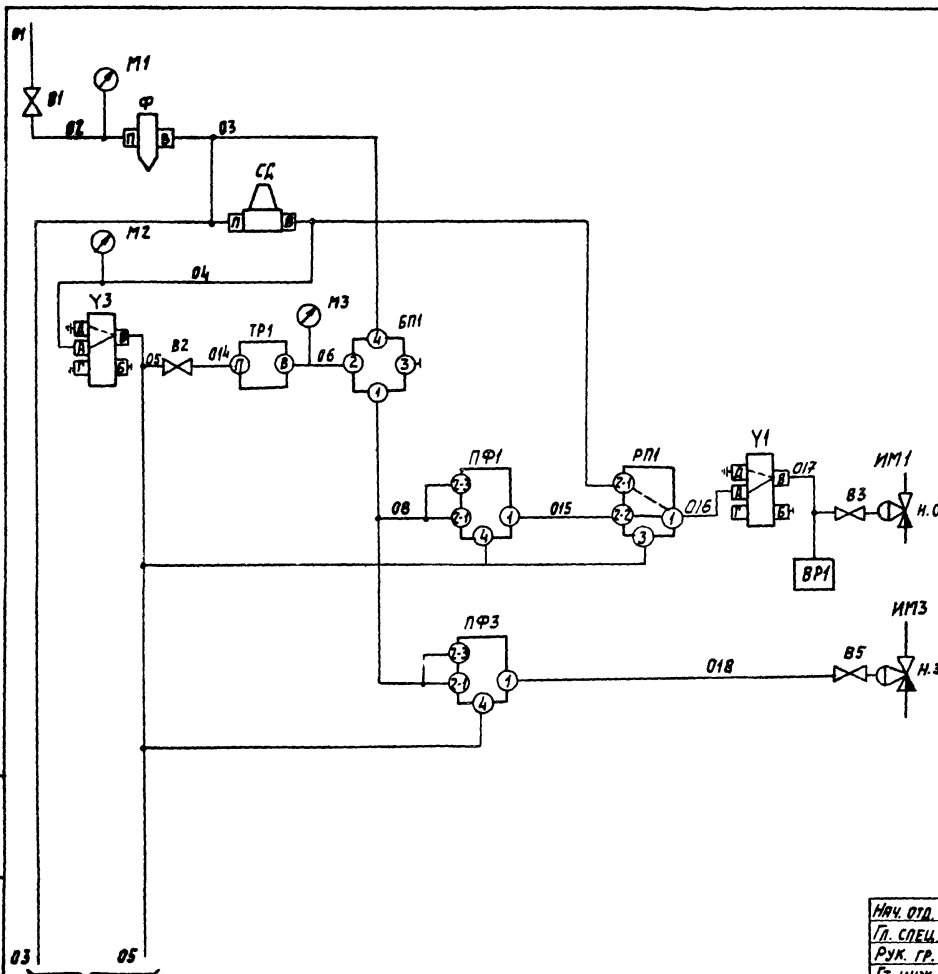 01
М1
В1
Ф
02
П
В
03
СД
П
В
М2
04
М3
У3
БП1
ТР1
Д
А
В
Г
Б
05
В2
014
П
В
06
2
4
3
1
У1
ПФ1
РП1
017
ИМ1
Д
А
В
Г
Б
В3
Н.О
2-3
2-1
2-1
2-2
08
2-1
1
015
1
016
4
3
ВР1
ИМ3
ПФ3
2-3
В5
2-1
1
018
Н.З
4
Нач. отд.
Гл. спец.
Рук. гр.
03
05